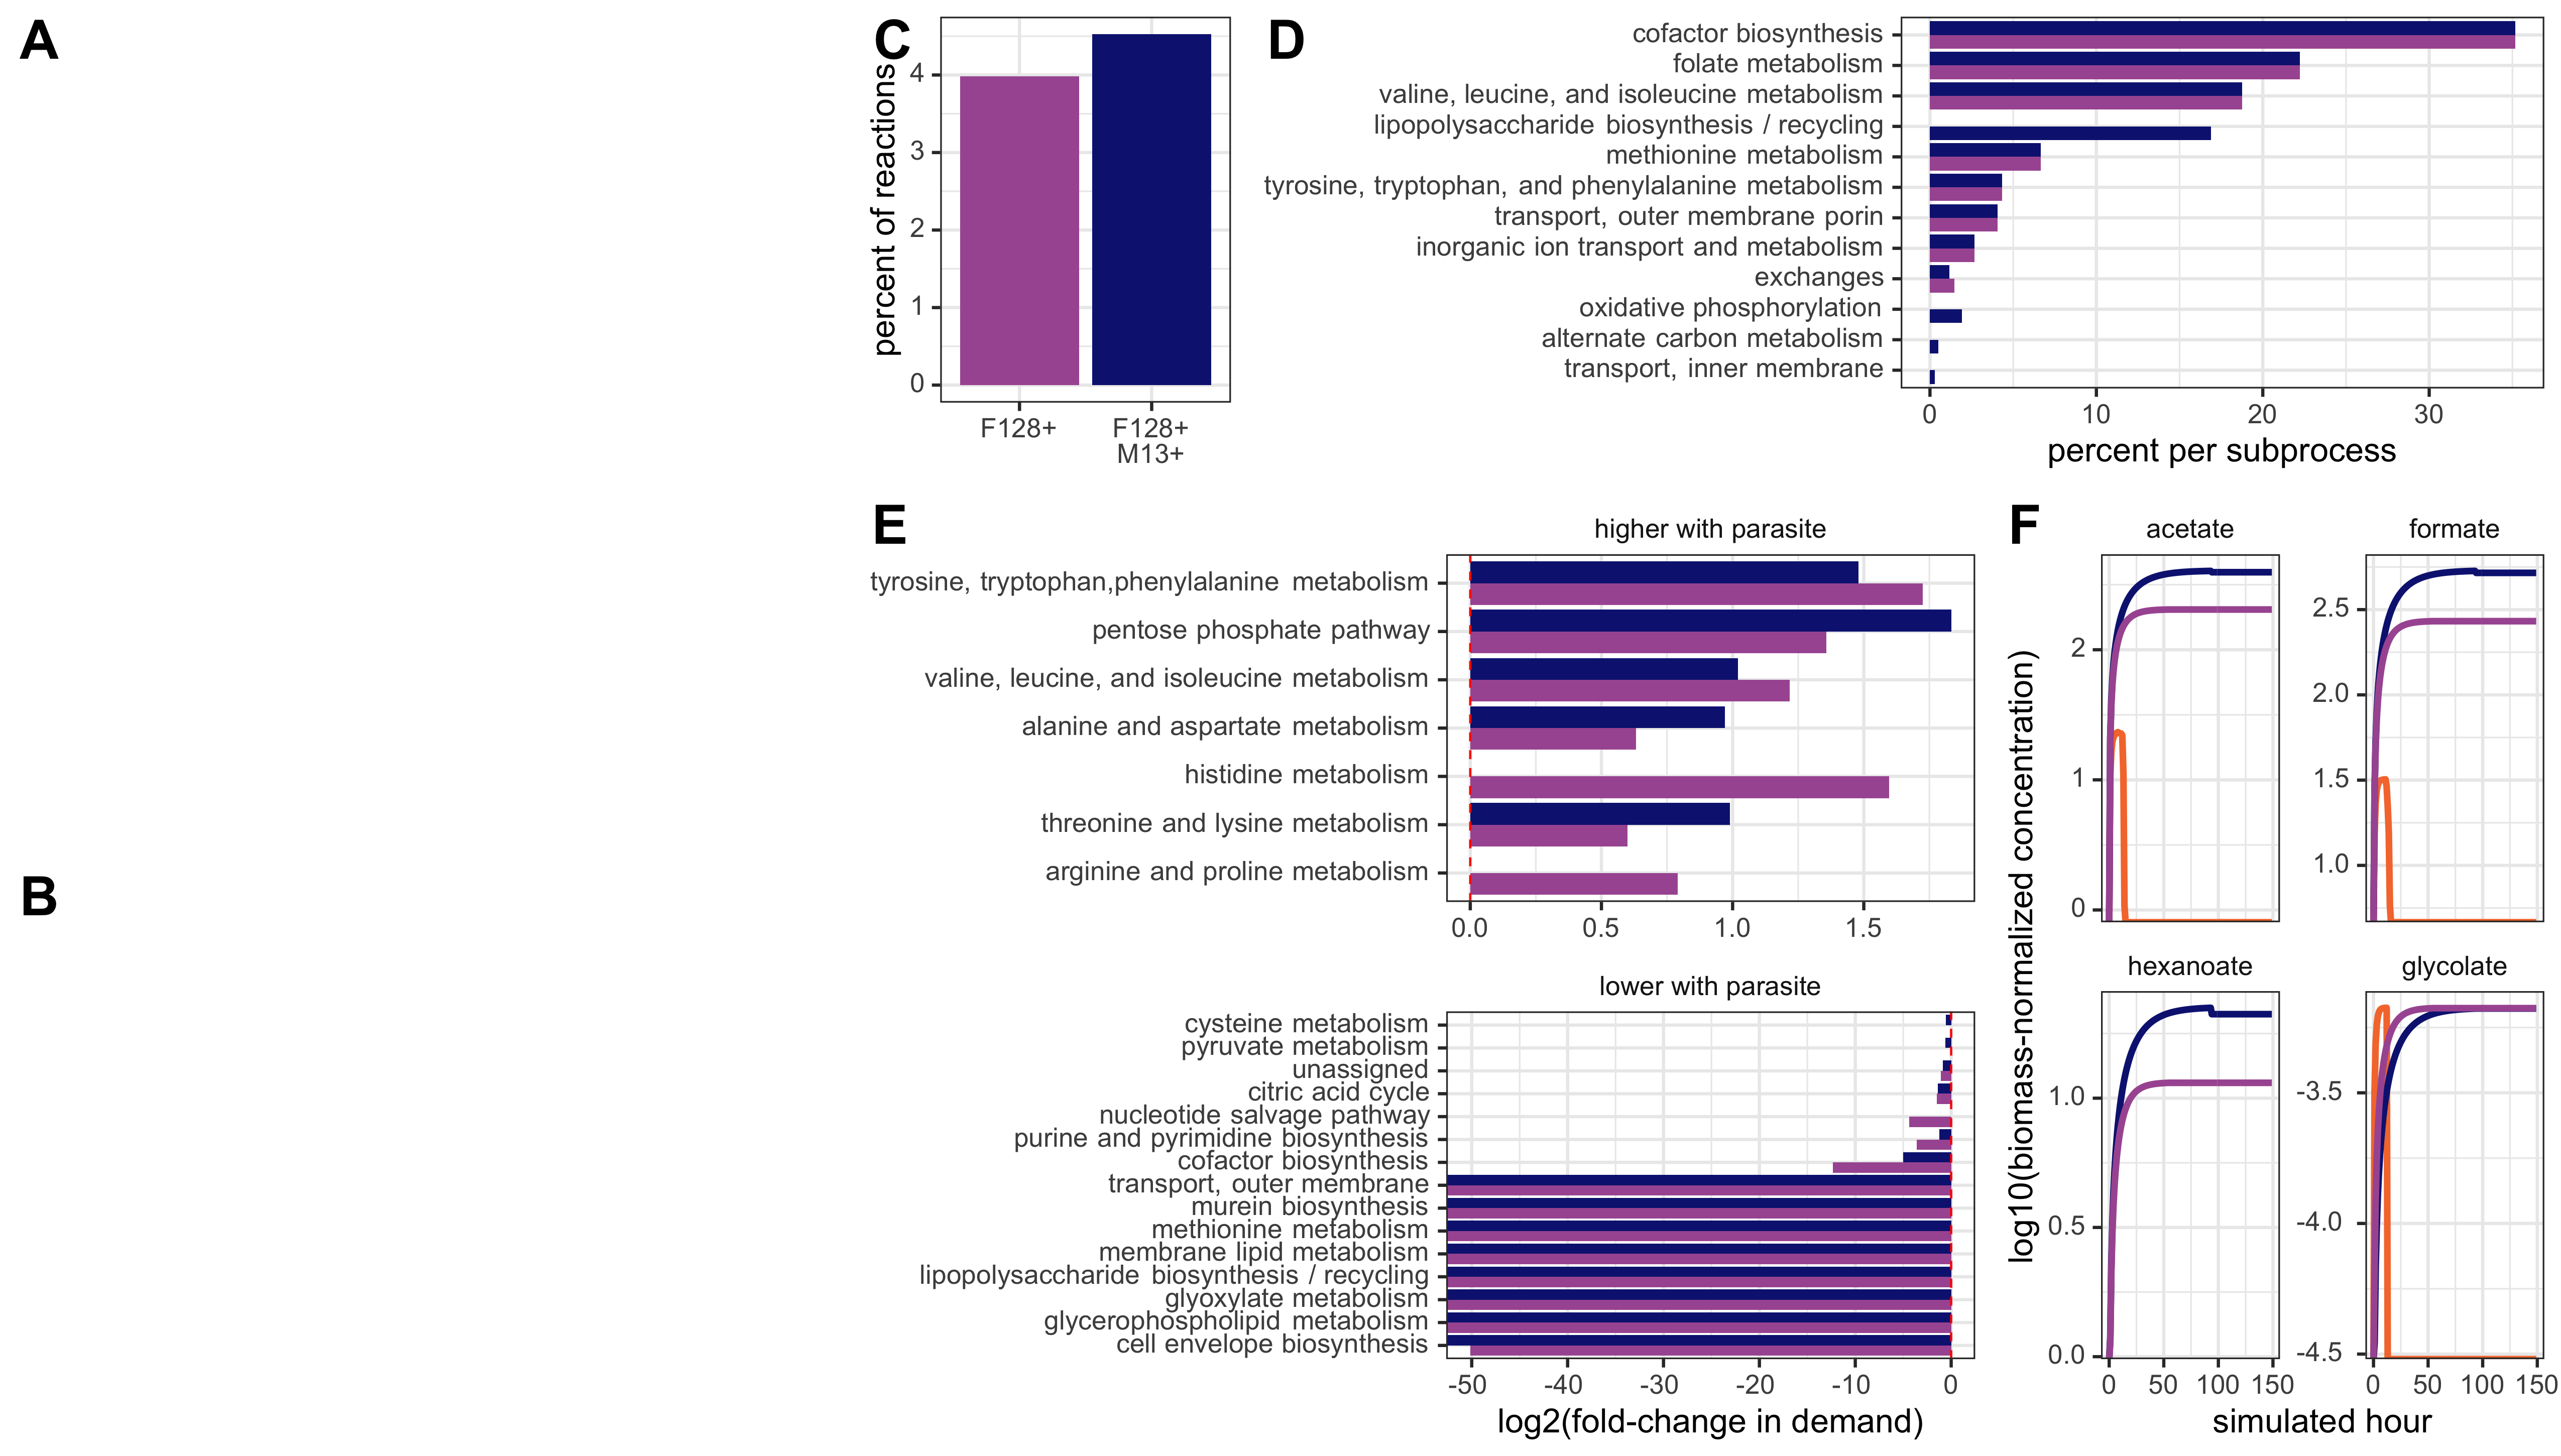 A
B
C
percent of reactions
4
3
2
1
0
F128+
F128+
M13+
D
cofactor biosynthesis
folate metabolism
valine, leucine, and isoleucine metabolism
lipopolysaccharide biosynthesis / recycling
methionine metabolism
tyrosine, tryptophan, and phenylalanine metabolism
transport, outer membrane porin
inorganic ion transport and metabolism
exchanges
oxidative phosphorylation
alternate carbon metabolism
transport, inner membrane
0 10 20 30
percent per subprocess
E
higher with parasite
tyrosine, tryptophan,phenylalanine metabolism
pentose phosphate pathway
valine, leucine, and isoleucine metabolism
alanine and aspartate metabolism
histidine metabolism
threonine and lysine metabolism
arginine and proline metabolism
0.0 0.5 1.0 1.5
lower with parasite
cysteine metabolism
pyruvate metabolism
unassigned
citric acid cycle
nucleotide salvage pathway
purine and pyrimidine biosynthesis
cofactor biosynthesis
transport, outer membrane
murein biosynthesis
methionine metabolism
membrane lipid metabolism
lipopolysaccharide biosynthesis / recycling
glyoxylate metabolism
glycerophospholipid metabolism
cell envelope biosynthesis
-50 -40 -30 -20 -10 0
log2(fold-change in demand)
F
log10(biomass-normalized concentration)
acetate
2
1
0
formate
2.5
2.0
1.5
1.0
hexanoate
1.0
0.5
0.0
0 50 100 150
glycolate
-3.5
-4.0
-4.5
0 50 100 150
simulated hour